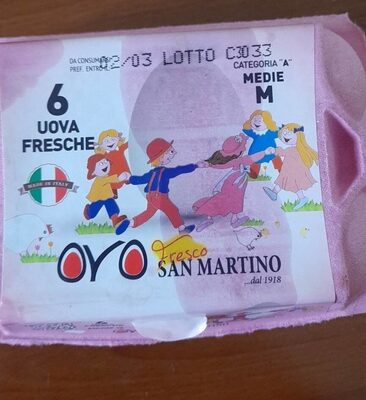 DA CONSUMARSI
PREF. ENTRO IL
02/03 LOTTO C3033
CATEGORIA "A"
MEDIE
M
6
UOVA
FRESCHE
MADE IN ITALY
OVO
Fresco
SAN MARTINO
...dal 1918